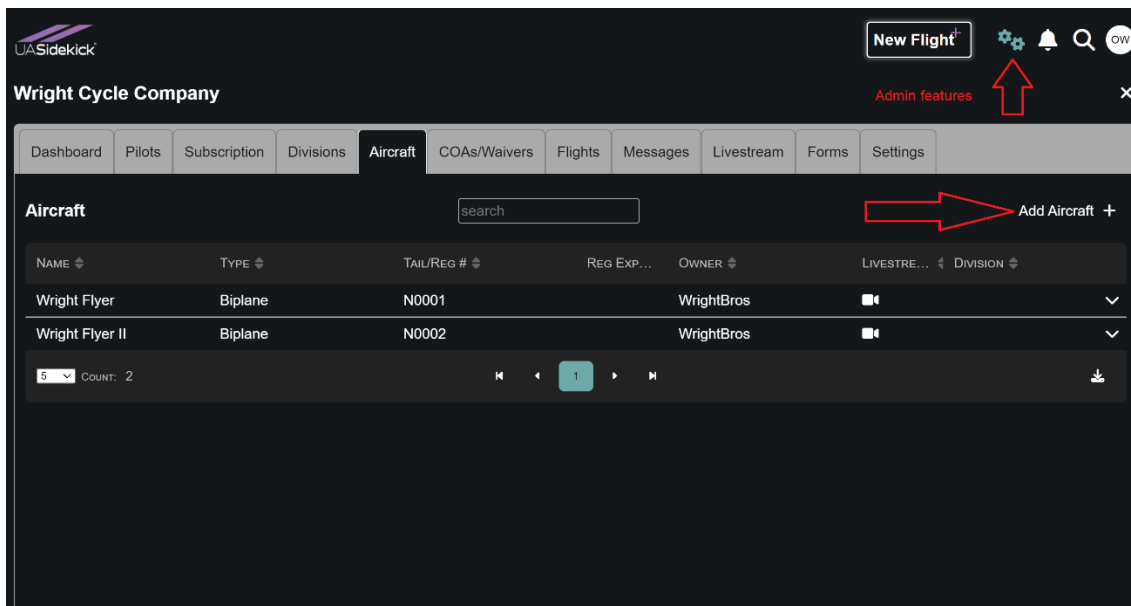 UASidekick
New Flight+
OW
Wright Cycle Company
Admin features
Dashboard Pilots Subscription Divisions Aircraft COAs/Waivers Flights Messages Livestream Forms Settings
Aircraft search Add Aircraft +
NAME TYPE TAIL/REG # REG EXP... OWNER LIVESTRE... DIVISION
Wright Flyer Biplane N0001 WrightBros
Wright Flyer II Biplane N0002 WrightBros
5 COUNT: 2 1